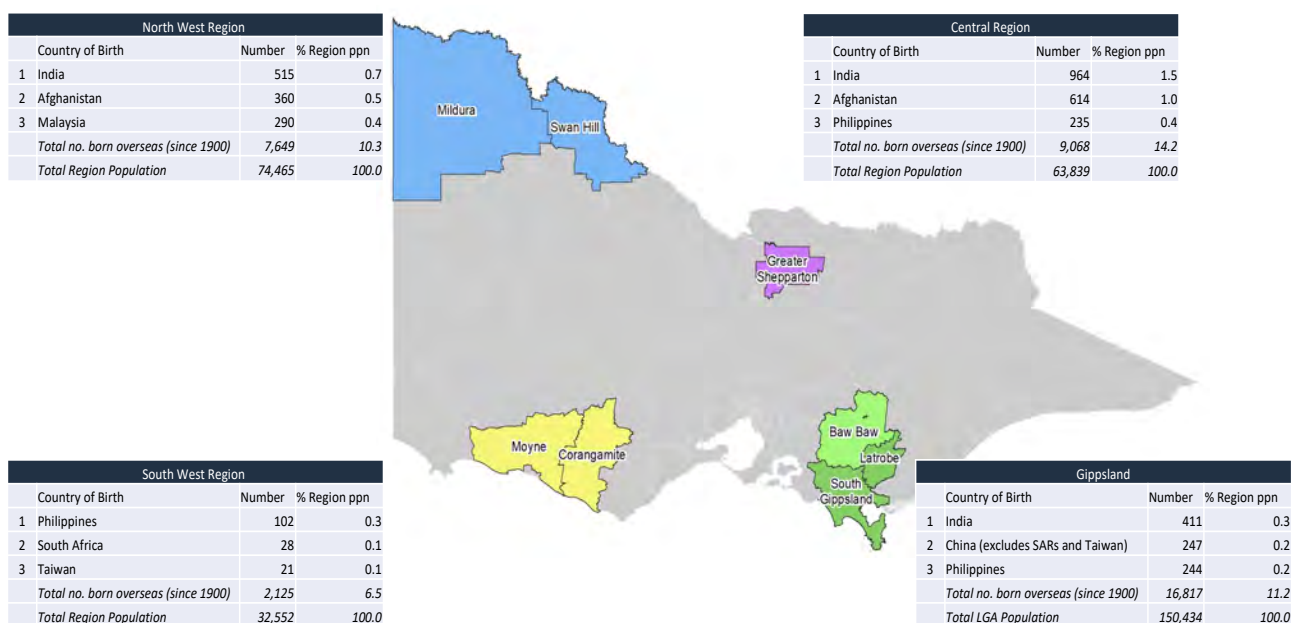 North West Region
Country of Birth Number % Region ppn
1 India 515 0.7
2 Afghanistan 360 0.5
3 Malaysia 290 0.4
Total no. born overseas (since 1900) 7,649 10.3
Total Region Population 74,465 100.0
Central Region
Country of Birth Number % Region ppn
1 India 964 1.5
2 Afghanistan 614 1.0
3 Philippines 235 0.4
Total no. born overseas (since 1900) 9,068 14.2
Total Region Population 63,839 100.0
Mildura
Swan Hill
Greater
Shepparton
Moyne
Corangamite
Baw Baw
Latrobe
South
Gippsland
South West Region
Country of Birth Number % Region ppn
1 Philippines 102 0.3
2 South Africa 28 0.1
3 Taiwan 21 0.1
Total no. born overseas (since 1900) 2,125 6.5
Total Region Population 32,552 100.0
Gippsland
Country of Birth Number % Region ppn
1 India 411 0.3
2 China (excludes SARs and Taiwan) 247 0.2
3 Philippines 244 0.2
Total no. born overseas (since 1900) 16,817 11.2
Total LGA Population 150,434 100.0